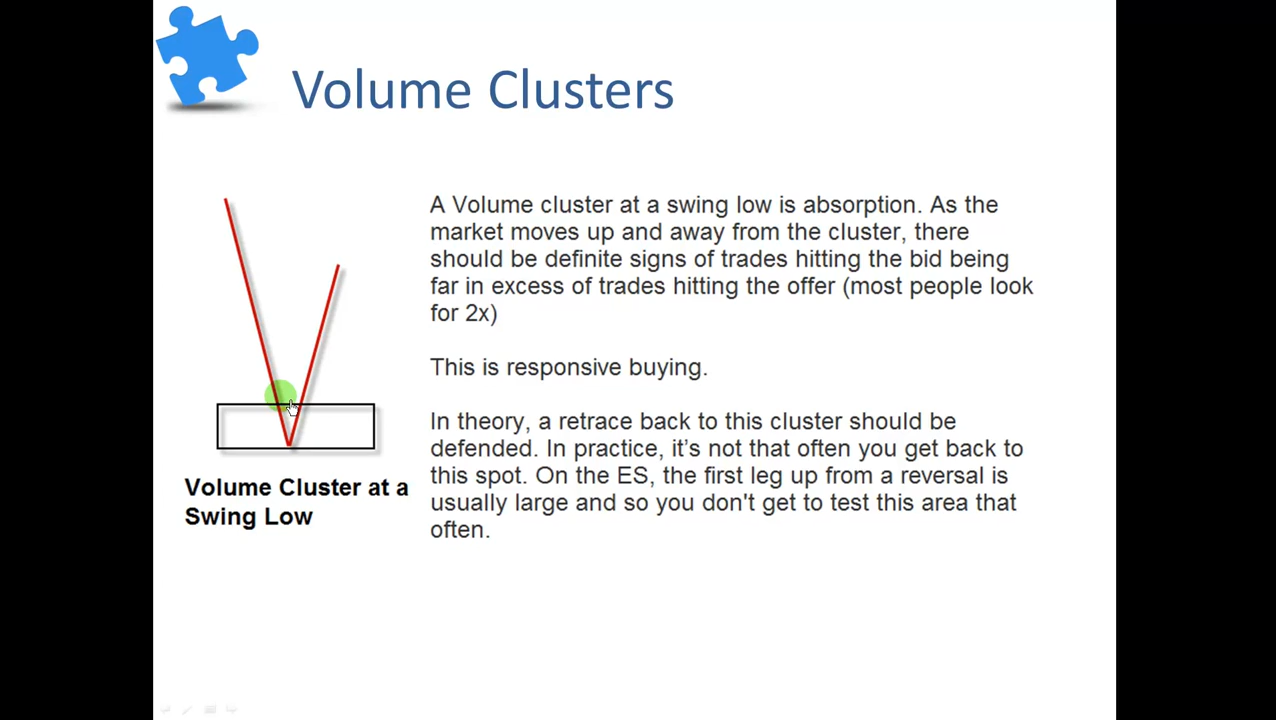 Volume Clusters
A Volume cluster at a swing low is absorption. As the
market moves up and away from the cluster, there
should be definite signs of trades hitting the bid being
far in excess of trades hitting the offer (most people look
for 2x)
This is responsive buying.
In theory, a retrace back to this cluster should be
defended. In practice, it’s not that often you get back to
this spot. On the ES, the first leg up from a reversal is
usually large and so you don't get to test this area that
often.
Volume Cluster at a
Swing Low